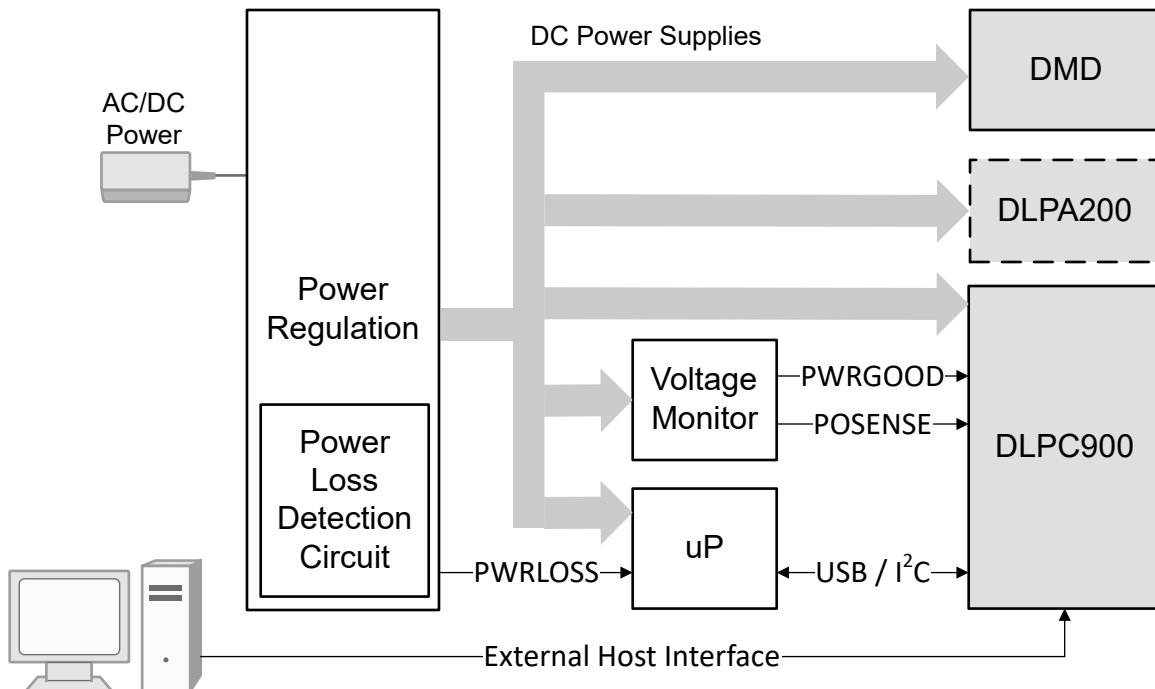 DC Power Supplies
DMD
AC/DC
Power
DLPA200
Power
Regulation
Voltage
Monitor
PWRGOOD
POSENSE
DLPC900
Power
Loss
Detection
Circuit
uP
PWRLOSS
USB / I²C
External Host Interface